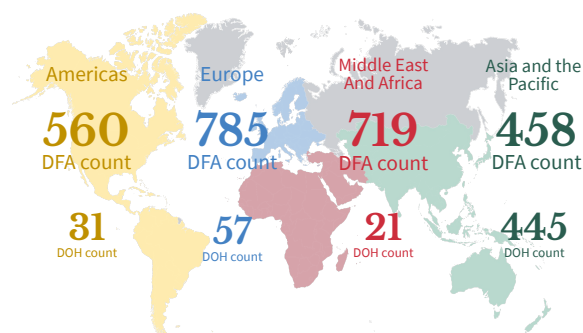 Americas
560
DFA count
31
DOH count
Europe
785
DFA count
57
DOH count
Middle East
And Africa
719
DFA count
21
DOH count
Asia and the
Pacific
458
DFA count
445
DOH count